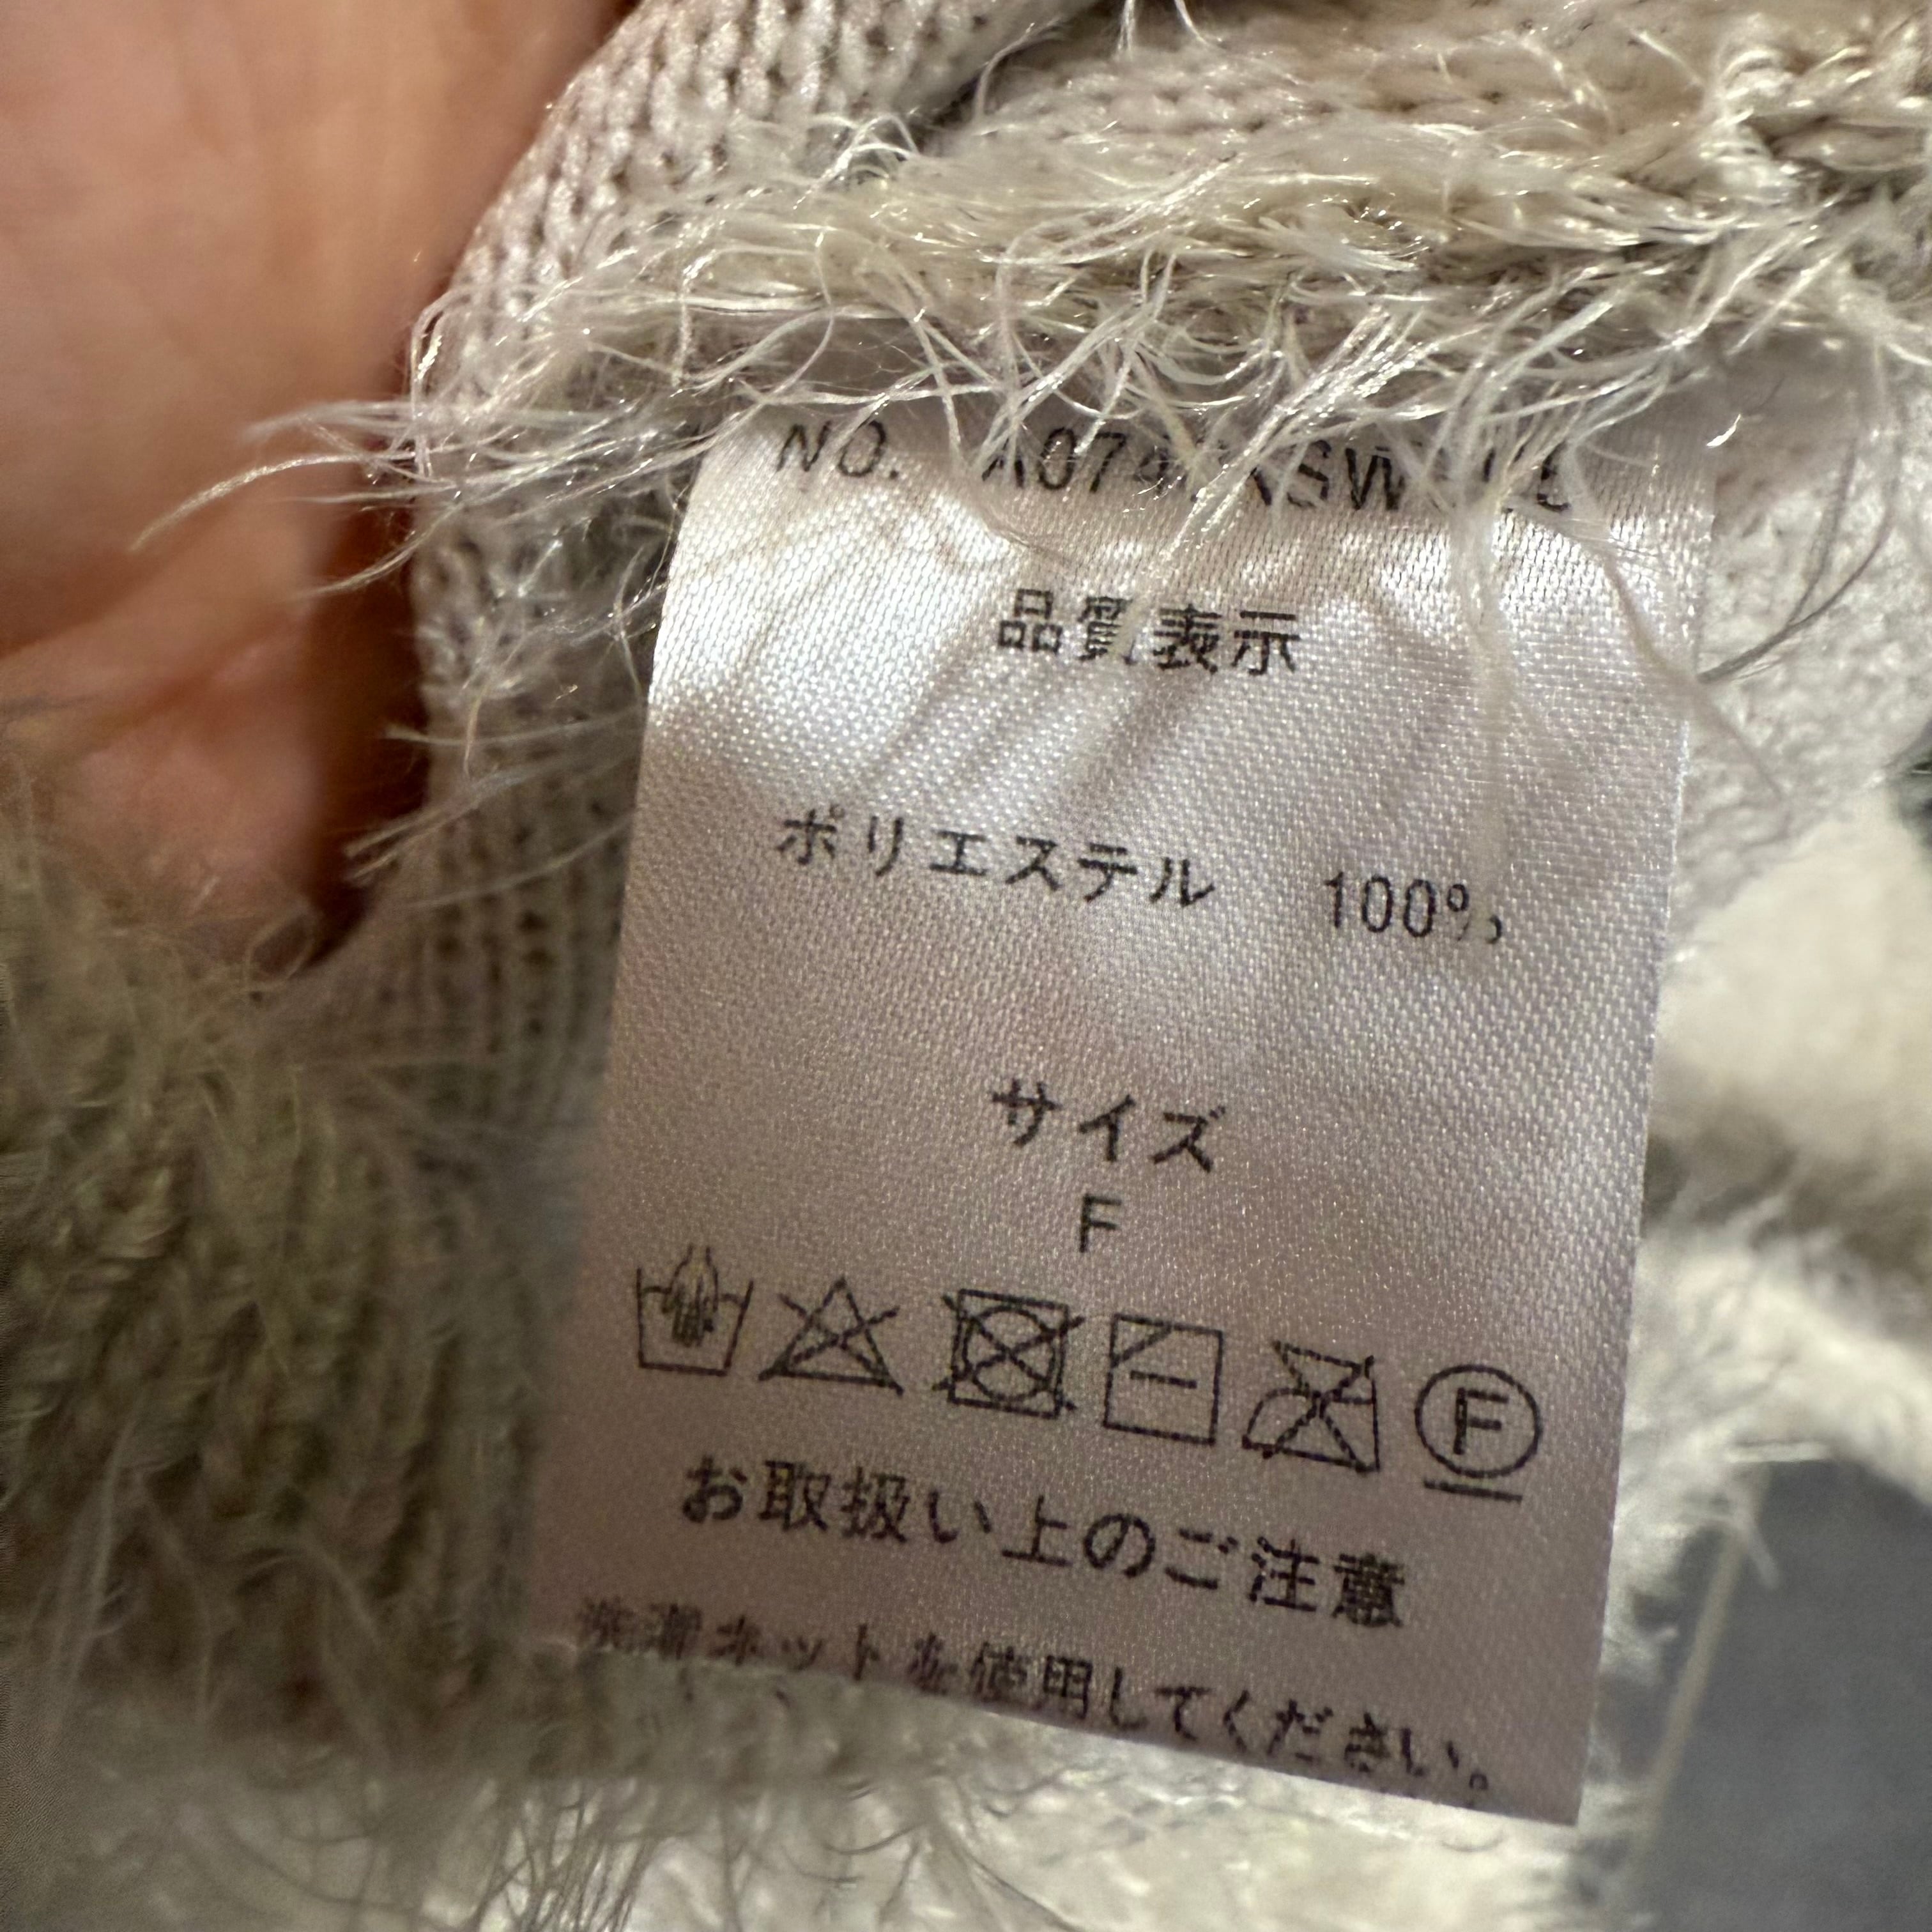 NO.
品質表示
ポリエステル 100%
サイズ
F
F
お取扱い上のご注意
洗濯ネットを使用してください。